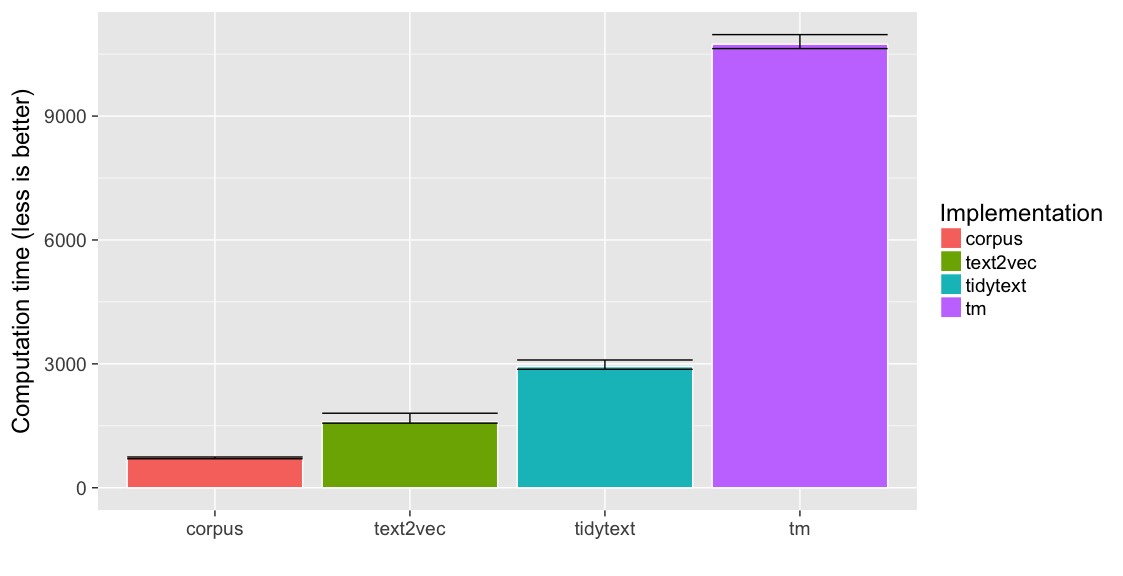 Computation time (less is better)
9000
6000
3000
0
corpus
text2vec
tidytext
tm
Implementation
corpus
text2vec
tidytext
tm